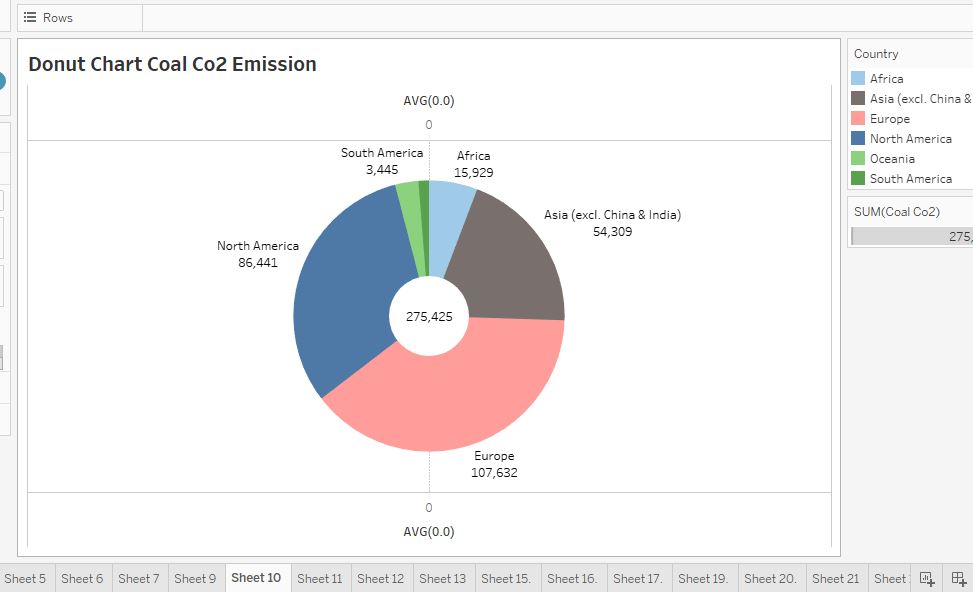 Rows
Donut Chart Coal Co2 Emission
AVG(0.0)
0
South America
3,445
Africa
15,929
Asia (excl. China & India)
54,309
North America
86,441
275,425
Europe
107,632
0
AVG(0.0)
Country
Africa
Asia (excl. China &
Europe
North America
Oceania
South America
SUM(Coal Co2)
275,
Sheet 5 Sheet 6 Sheet 7 Sheet 9 Sheet 10 Sheet 11 Sheet 12 Sheet 13 Sheet 15. Sheet 16. Sheet 17. Sheet 19. Sheet 20. Sheet 21 Sheet